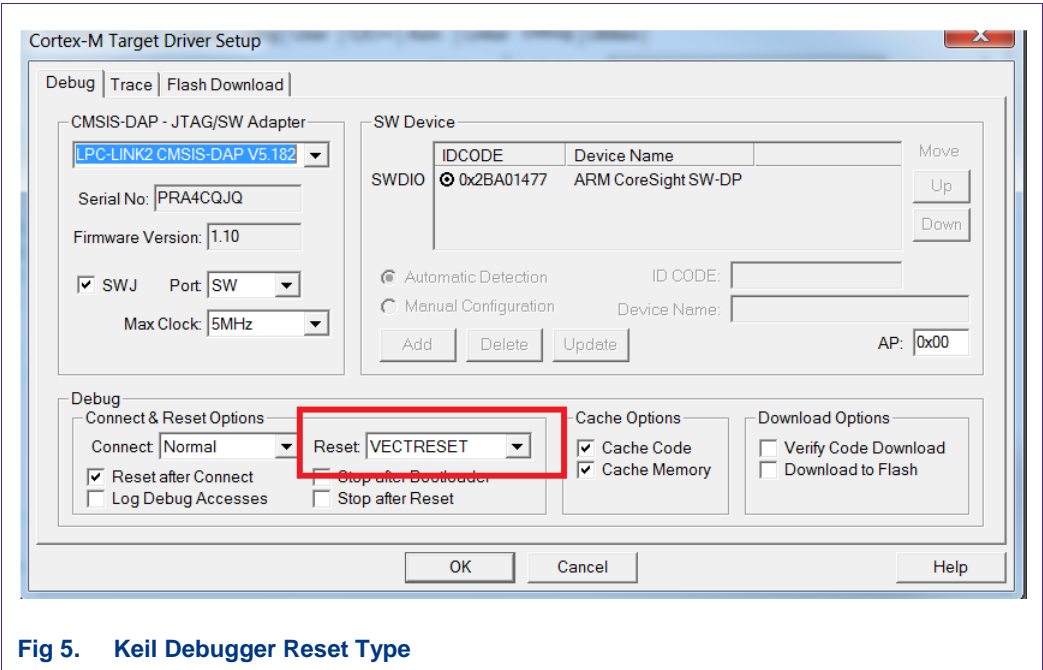 Cortex-M Target Driver Setup
Debug Trace Flash Download
CMSIS-DAP - JTAG/SW Adapter
LPC-LINK2 CMSIS-DAP V5.182
Serial No: PRA4CQJQ
Firmware Version: 1.10
SWJ Port: SW
Max Clock: 5MHz
SW Device
IDCODE Device Name Move
SWDIO 0x2BA01477 ARM CoreSight SW-DP Up
Down
Automatic Detection ID CODE:
Manual Configuration Device Name:
Add Delete Update AP: 0x00
Debug
Connect & Reset Options
Connect: Normal Reset: VECTRESET
Reset after Connect Stop after Bootloader
Log Debug Accesses Stop after Reset
Cache Options
Cache Code
Cache Memory
Download Options
Verify Code Download
Download to Flash
OK Cancel Help
Fig 5. Keil Debugger Reset Type